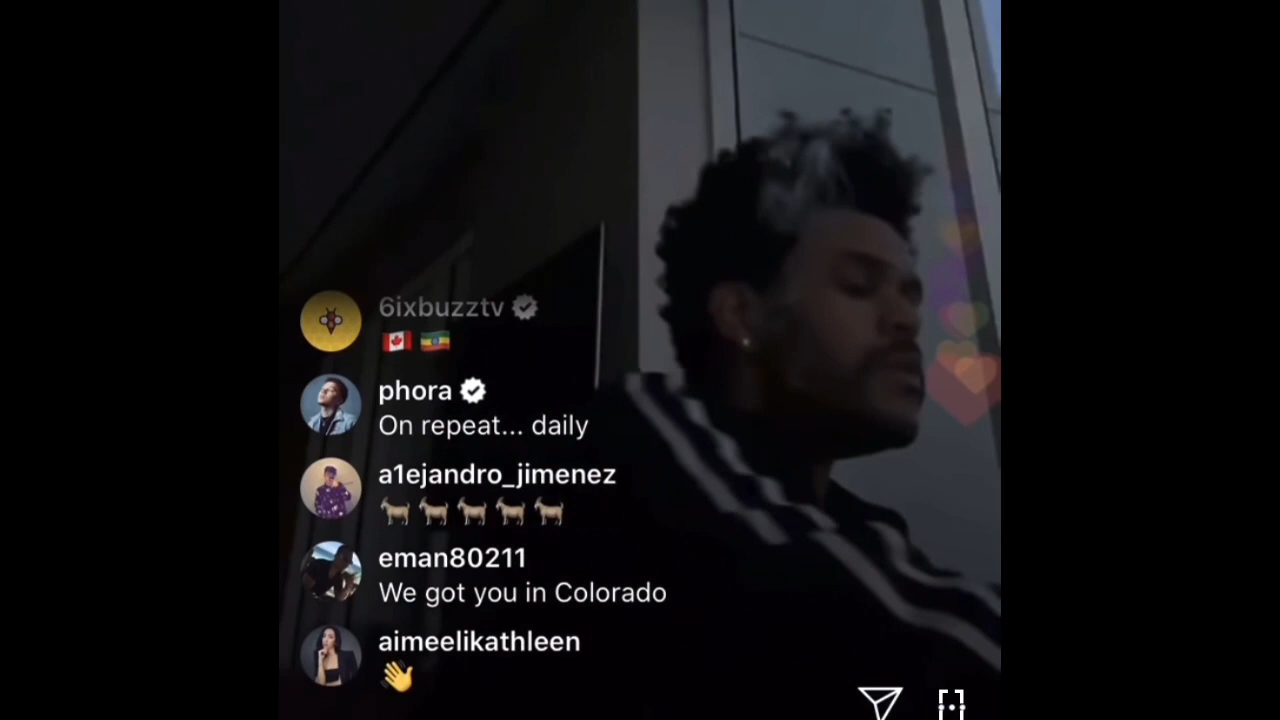 6ixbuzztv
🇨🇦 🇪🇹
phora
On repeat... daily
a1ejandro_jimenez
🐐🐐🐐🐐🐐
eman80211
We got you in Colorado
aimeelikathleen
👋